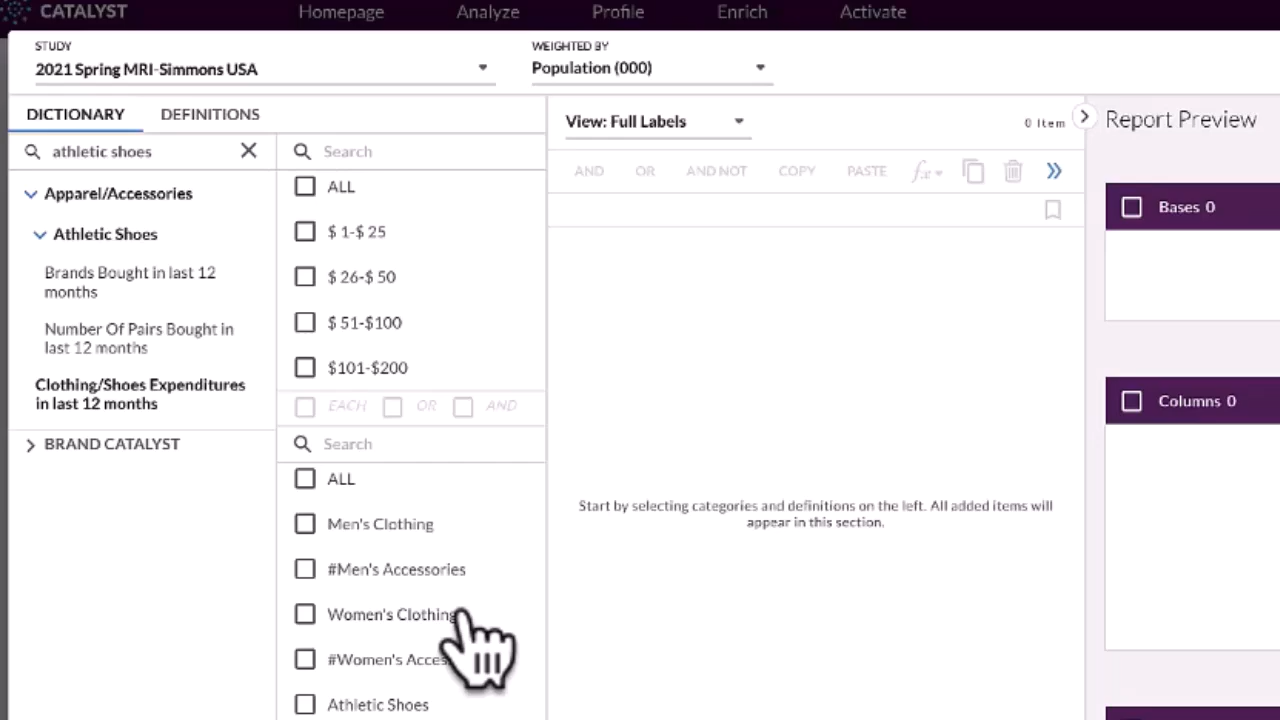 CATALYST
Homepage
Analyze
Profile
Enrich
Activate
STUDY
2021 Spring MRI-Simmons USA
WEIGHTED BY
Population (000)
DICTIONARY
DEFINITIONS
athletic shoes
Apparel/Accessories
Athletic Shoes
Brands Bought in last 12
months
Number Of Pairs Bought in
last 12 months
Clothing/Shoes Expenditures
in last 12 months
BRAND CATALYST
Search
ALL
$ 1-$ 25
$ 26-$ 50
$ 51-$100
$101-$200
EACH
OR
AND
Search
ALL
Men's Clothing
#Men's Accessories
Women's Clothing
#Women's Acces
Athletic Shoes
View: Full Labels
0 Item
AND
OR
AND NOT
COPY
PASTE
fx
Start by selecting categories and definitions on the left. All added items will
appear in this section.
Report Preview
Bases 0
Columns 0